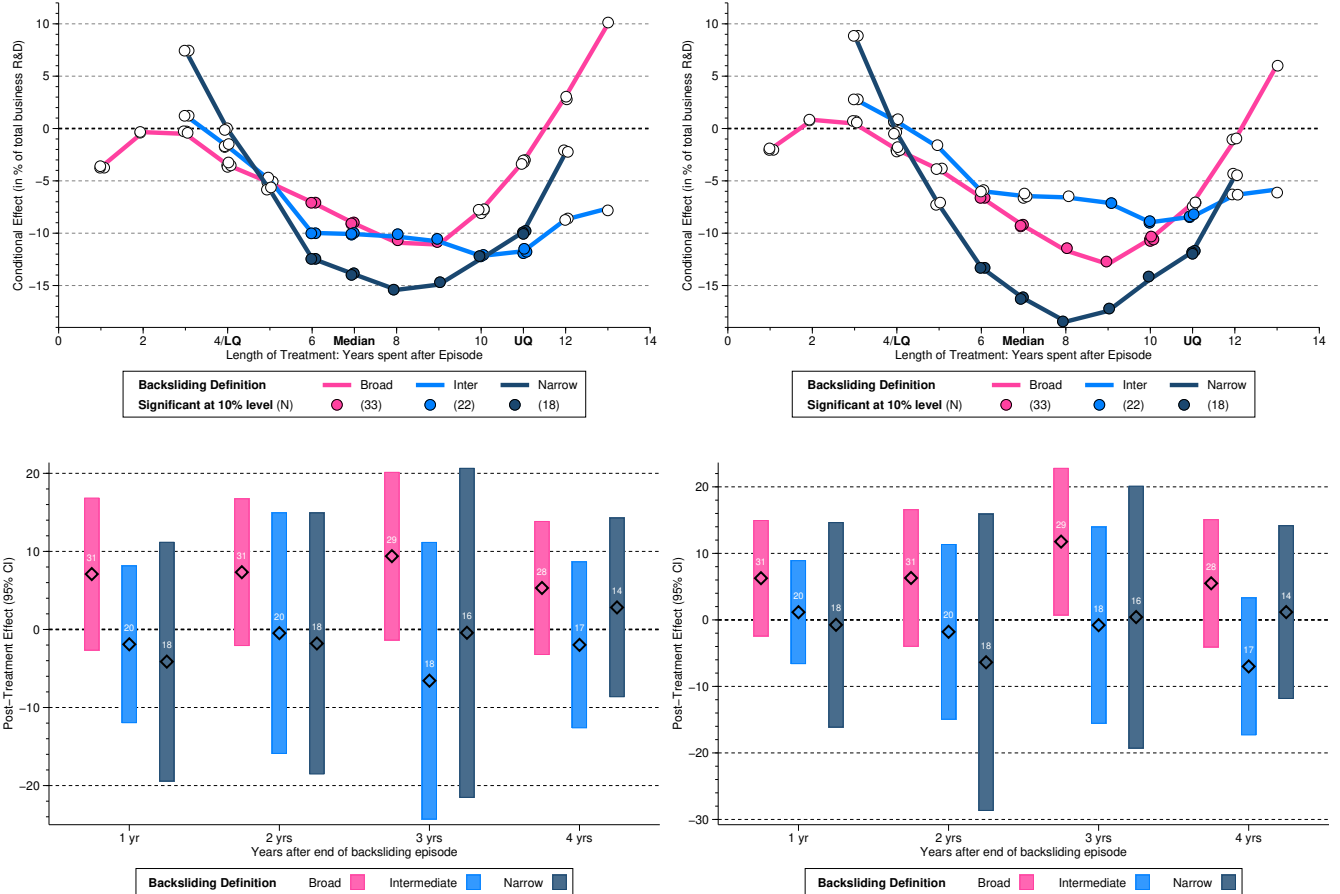 Conditional Effect (in % of total business R&D)
10
5
0
−5
−10
−15
0 2 4/LQ 6 Median 8 10 UQ 12 14
Length of Treatment: Years spent after Episode
Backsliding Definition Broad Inter Narrow
Significant at 10% level (N) (33) (22) (18)
Conditional Effect (in % of total business R&D)
10
5
0
−5
−10
−15
0 2 4/LQ 6 Median 8 10 UQ 12 14
Length of Treatment: Years spent after Episode
Backsliding Definition Broad Inter Narrow
Significant at 10% level (N) (33) (22) (18)
Post−Treatment Effect (95% CI)
20
10
0
−10
−20
31 20 18 31 20 18 29 18 16 28 17 14
1 yr 2 yrs 3 yrs 4 yrs
Years after end of backsliding episode
Backsliding Definition Broad Intermediate Narrow
Post−Treatment Effect (95% CI)
20
10
0
−10
−20
−30
31 20 18 31 20 18 29 18 16 28 17 14
1 yr 2 yrs 3 yrs 4 yrs
Years after end of backsliding episode
Backsliding Definition Broad Intermediate Narrow